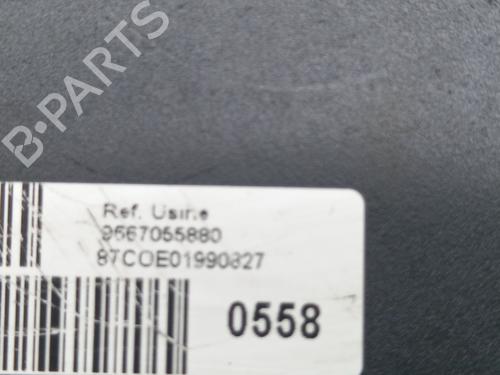 B-PARTS
Ref. Usine
9667055880
87COE01990827
0558